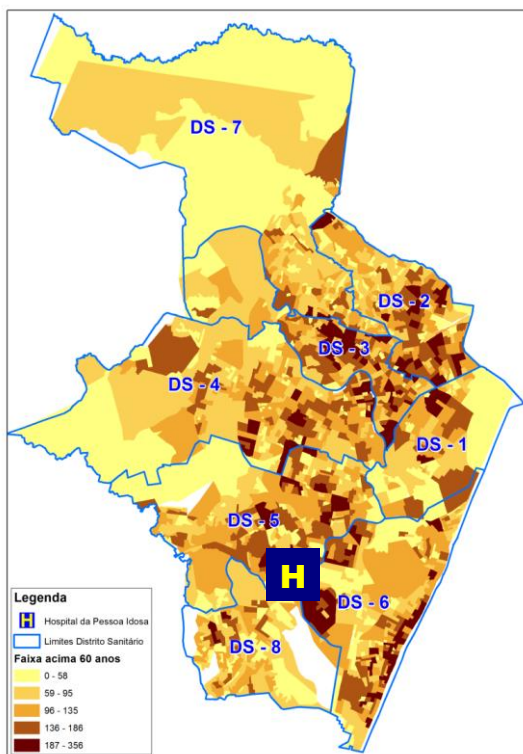 DS - 7
DS - 2
DS - 3
DS - 4
DS - 1
DS - 5
H
DS - 6
DS - 8
Legenda
H Hospital da Pessoa Idosa
Limites Distrito Sanitário
Faixa acima 60 anos
0 - 58
59 - 95
96 - 135
136 - 186
187 - 356